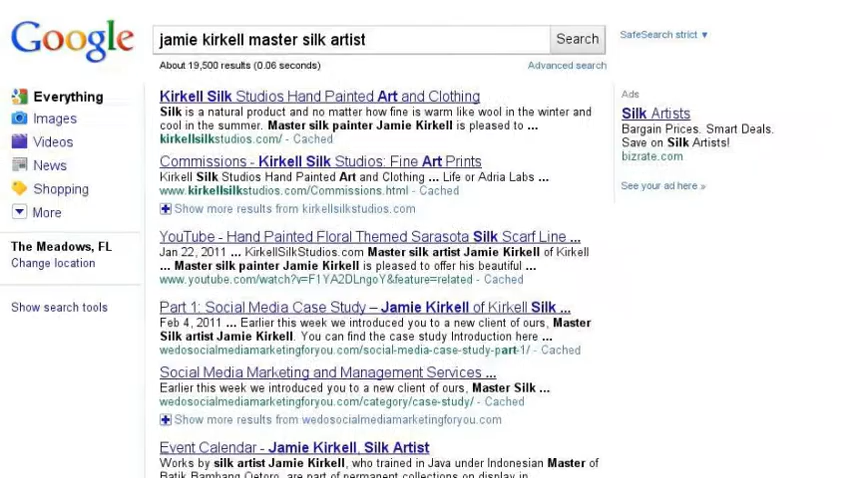 Google
jamie kirkell master silk artist
Search
SafeSearch strict ▼
About 19,500 results (0.06 seconds)
Advanced search
Everything
Images
Videos
News
Shopping
More
The Meadows, FL
Change location
Show search tools
Kirkell Silk Studios Hand Painted Art and Clothing
Silk is a natural product and no matter how fine is warm like wool in the winter and
cool in the summer. Master silk painter Jamie Kirkell is pleased to ...
kirkellsilkstudios.com/ - Cached
Commissions - Kirkell Silk Studios: Fine Art Prints
Kirkell Silk Studios Hand Painted Art and Clothing ... Life or Adria Labs ...
www.kirkellsilkstudios.com/Commissions.html - Cached
Show more results from kirkellsilkstudios.com
YouTube - Hand Painted Floral Themed Sarasota Silk Scarf Line ...
Jan 22, 2011 ... KirkellSilkStudios.com Master silk artist Jamie Kirkell of Kirkell
... Master silk painter Jamie Kirkell is pleased to offer his beautiful ...
www.youtube.com/watch?v=F1YA2DLngoY&feature=related - Cached
Part 1: Social Media Case Study – Jamie Kirkell of Kirkell Silk ...
Feb 4, 2011 ... Earlier this week we introduced you to a new client of ours, Master
Silk artist Jamie Kirkell. You can find the case study Introduction here ...
wedosocialmediamarketingforyou.com/social-media-case-study-part-1/ - Cached
Social Media Marketing and Management Services ...
Earlier this week we introduced you to a new client of ours, Master Silk ...
wedosocialmediamarketingforyou.com/category/case-study/ - Cached
Show more results from wedosocialmediamarketingforyou.com
Event Calendar - Jamie Kirkell, Silk Artist
Works by silk artist Jamie Kirkell, who trained in Java under Indonesian Master of
Batik Bambang Oetoro, are part of permanent collections on display in
Ads
Silk Artists
Bargain Prices. Smart Deals.
Save on Silk Artists!
bizrate.com
See your ad here »